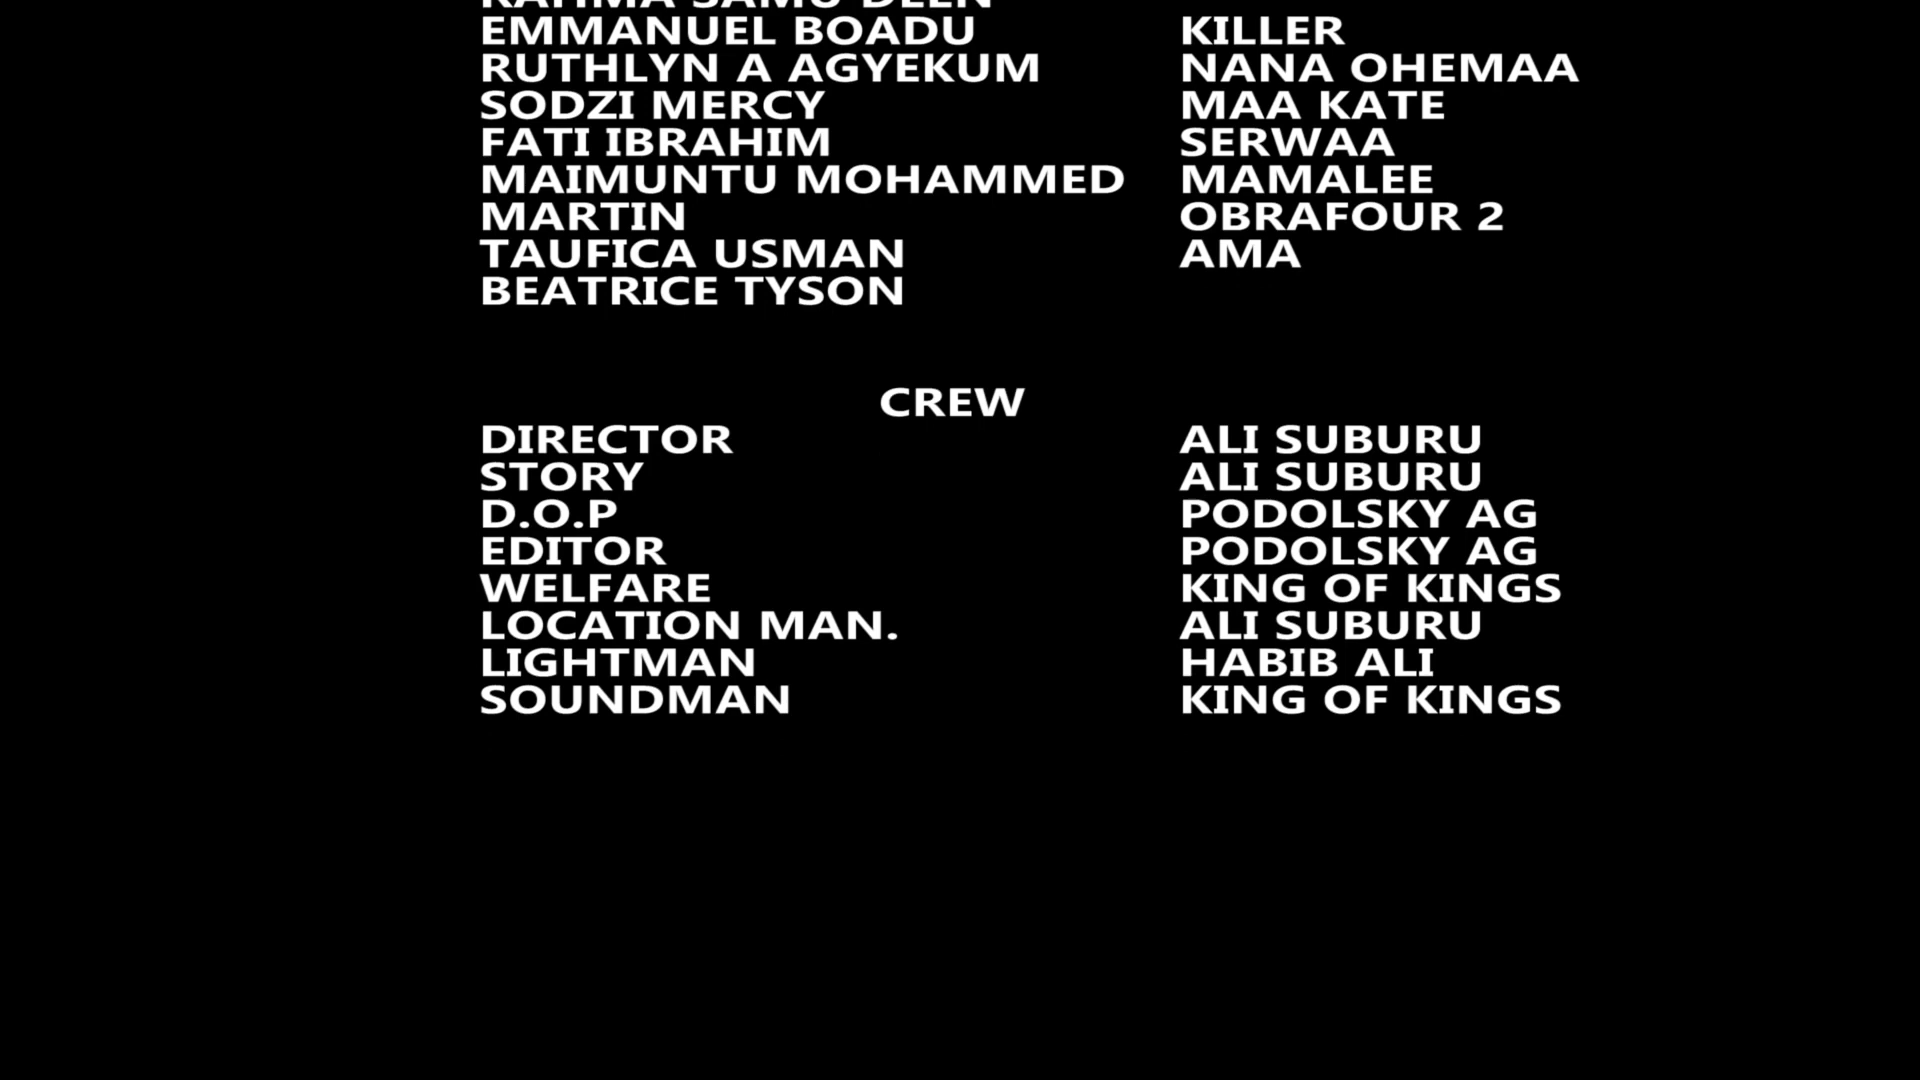 EMMANUEL BOADU KILLER
RUTHLYN A AGYEKUM NANA OHEMAA
SODZI MERCY MAA KATE
FATI IBRAHIM SERWAA
MAIMUNTU MOHAMMED MAMALEE
MARTIN OBRAFOUR 2
TAUFICA USMAN AMA
BEATRICE TYSON
CREW
DIRECTOR ALI SUBURU
STORY ALI SUBURU
D.O.P PODOLSKY AG
EDITOR PODOLSKY AG
WELFARE KING OF KINGS
LOCATION MAN. ALI SUBURU
LIGHTMAN HABIB ALI
SOUNDMAN KING OF KINGS